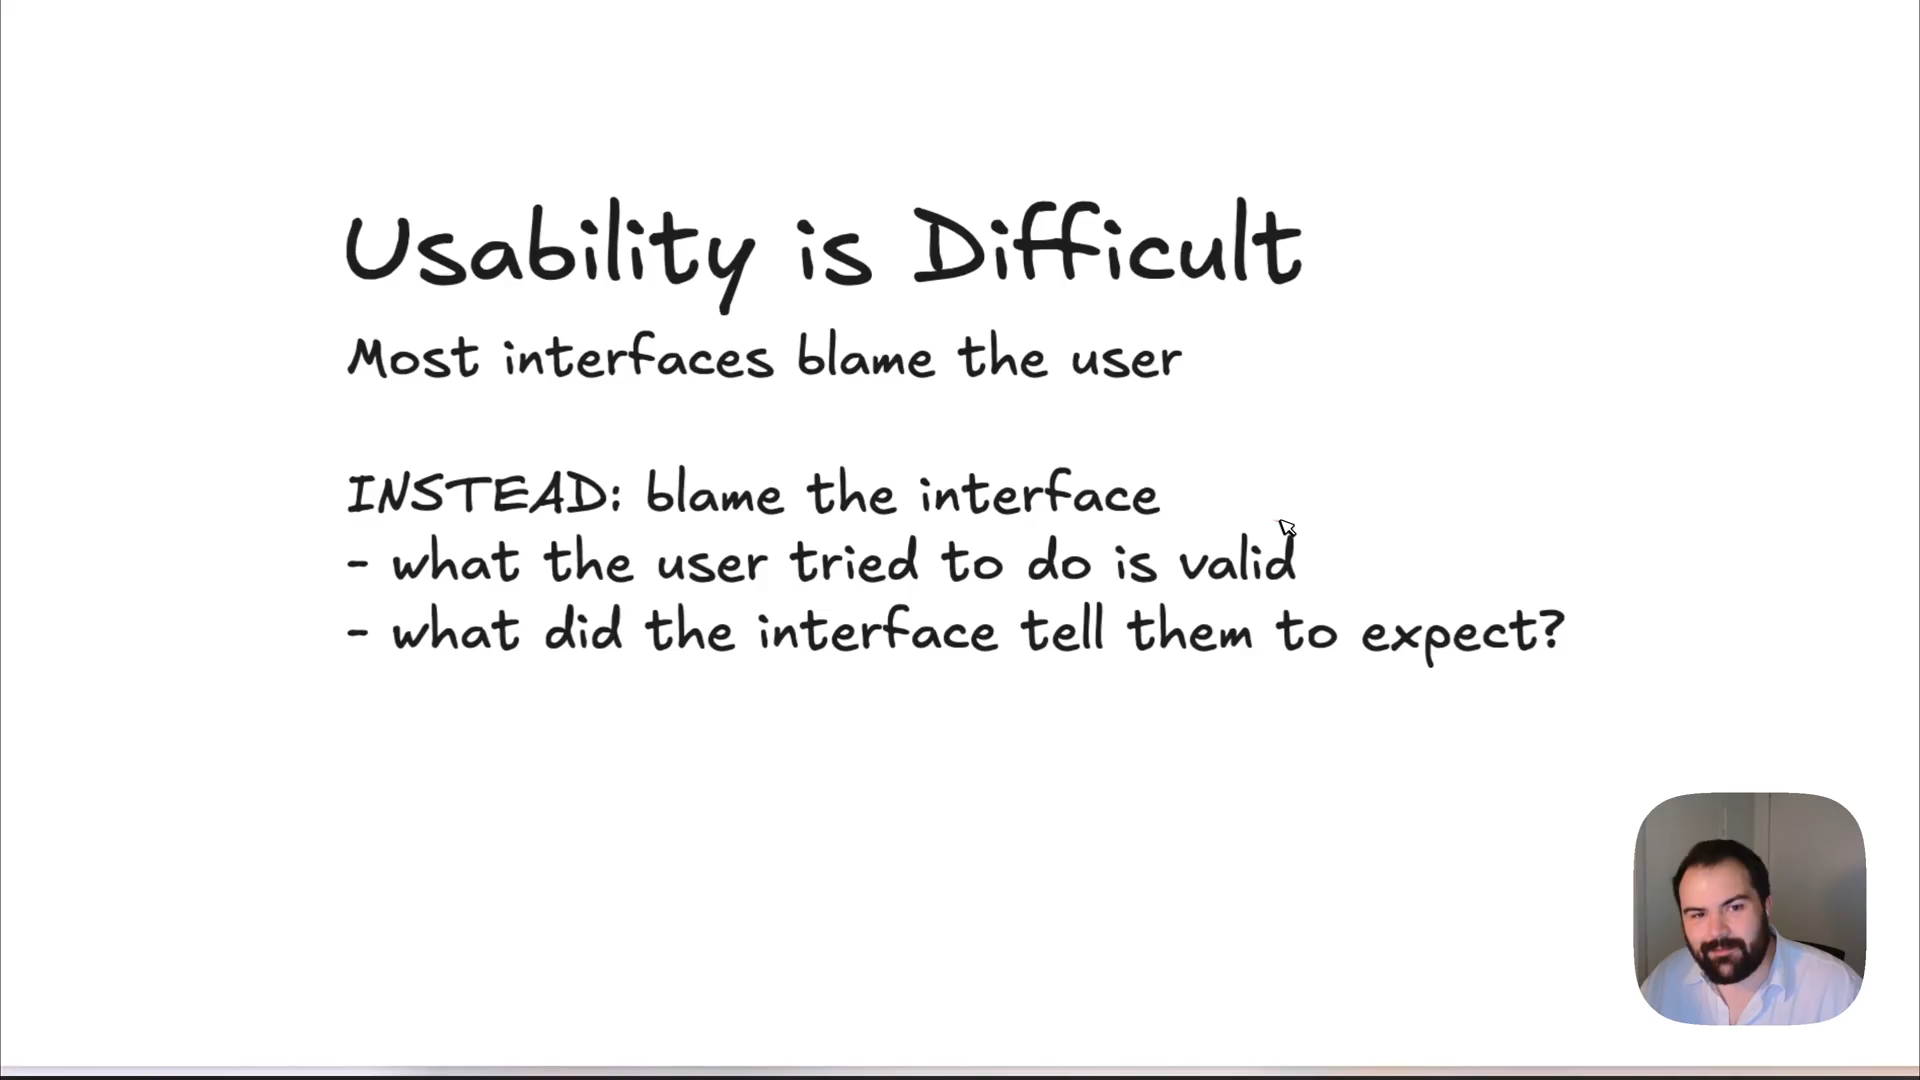 Usability is Difficult
Most interfaces blame the user
INSTEAD: blame the interface
- what the user tried to do is valid
- what did the interface tell them to expect?